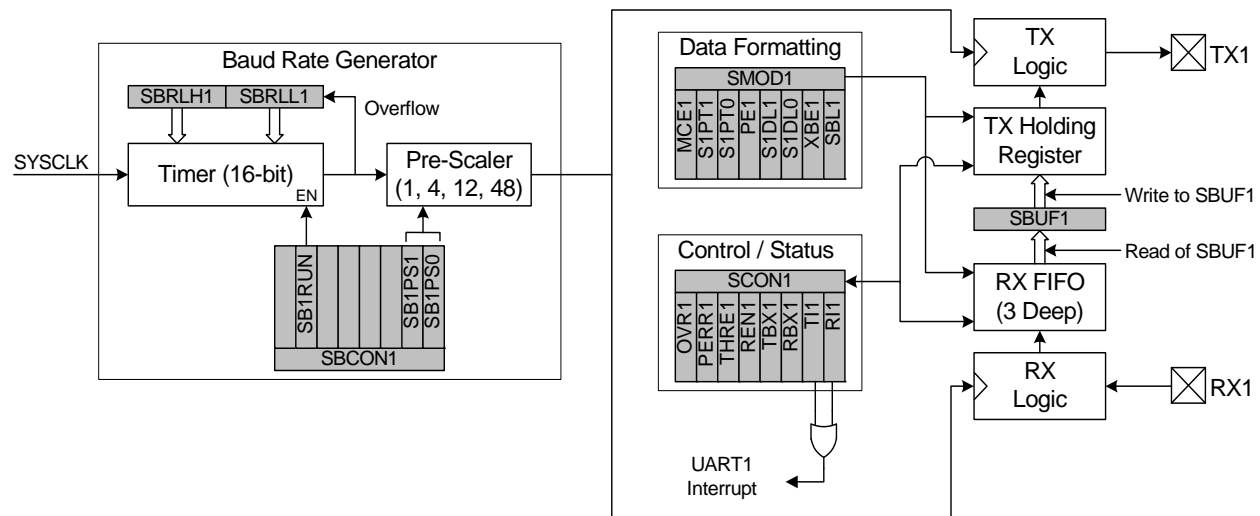 Baud Rate Generator
SBRLH1 SBRLL1
Overflow
SYSCLK
Timer (16-bit)
EN
Pre-Scaler
(1, 4, 12, 48)
SB1RUN
SB1PS1
SB1PS0
SBCON1
Data Formatting
SMOD1
MCE1
S1PT1
S1PT0
PE1
S1DL1
S1DL0
XBE1
SBL1
Control / Status
SCON1
OVR1
PERR1
THRE1
REN1
TBX1
RBX1
TI1
RI1
UART1
Interrupt
TX
Logic
TX1
TX Holding
Register
Write to SBUF1
SBUF1
Read of SBUF1
RX FIFO
(3 Deep)
RX
Logic
RX1